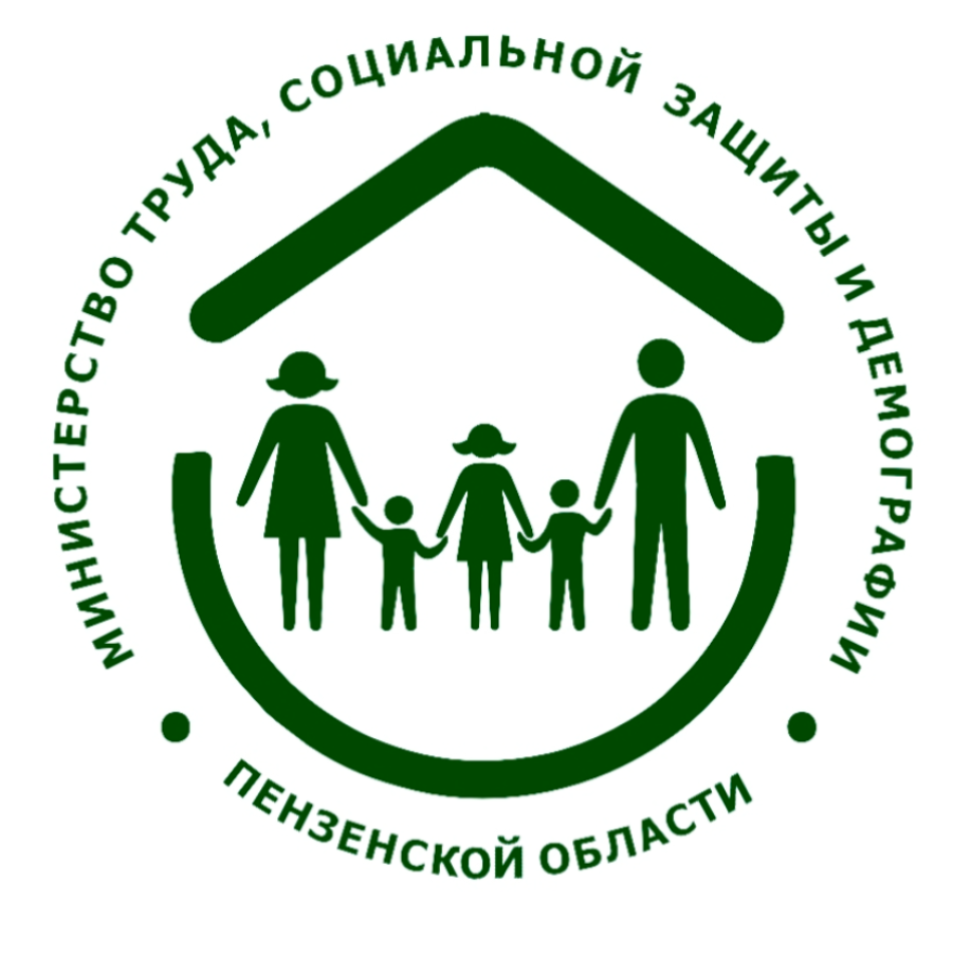 МИНИСТЕРСТВО ТРУДА, СОЦИАЛЬНОЙ ЗАЩИТЫ И ДЕМОГРАФИИ
ПЕНЗЕНСКОЙ ОБЛАСТИ